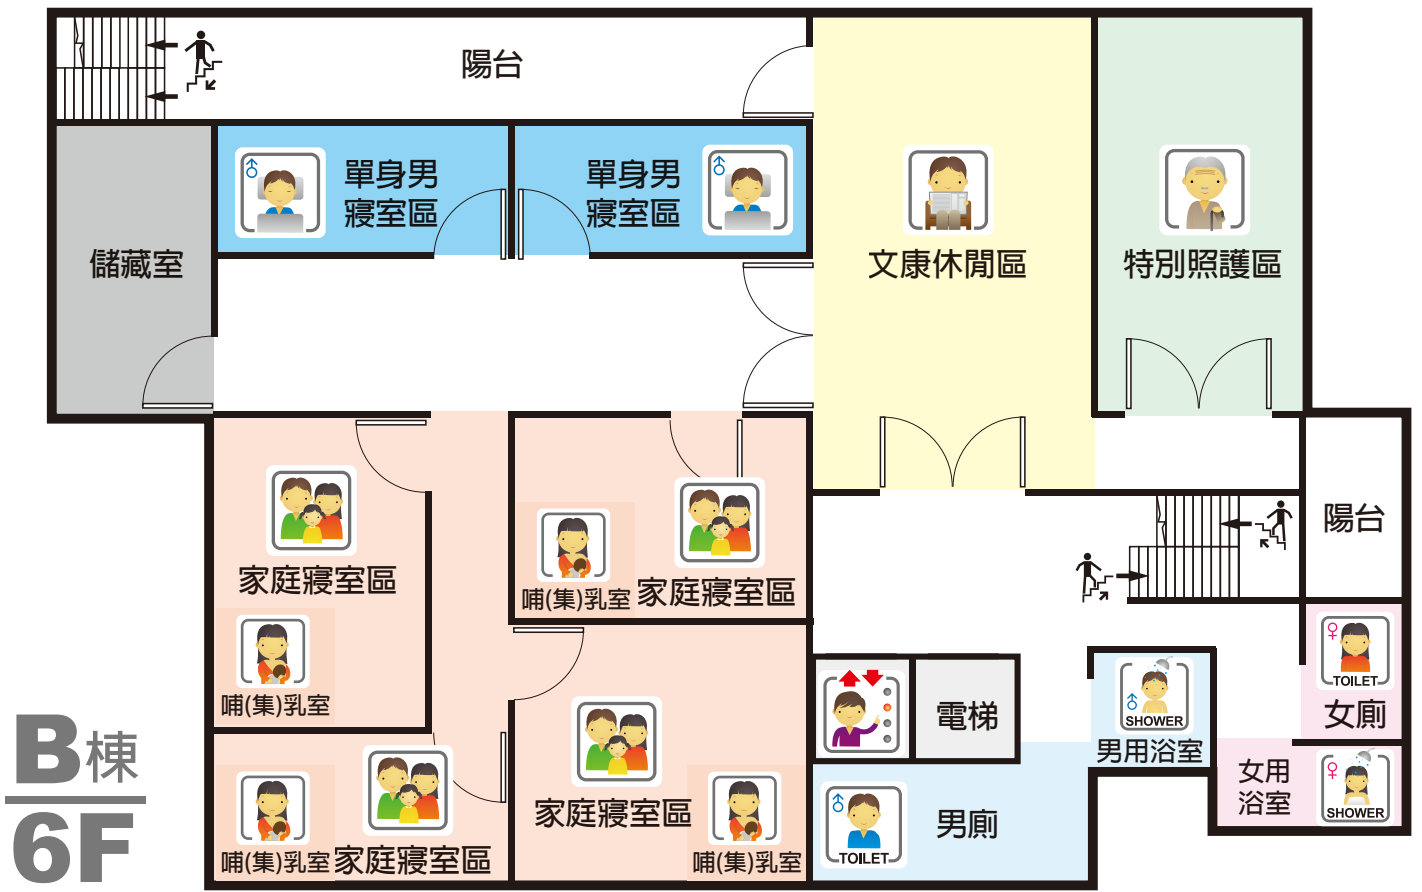 陽台
單身男
寢室區
單身男
寢室區
儲藏室
文康休閒區
特別照護區
家庭寢室區
哺(集)乳室
哺(集)乳室
家庭寢室區
陽台
TOILET
女廁
電梯
SHOWER
男用浴室
女用
浴室
SHOWER
家庭寢室區
哺(集)乳室
哺(集)乳室
家庭寢室區
TOILET
男廁
B棟
6F